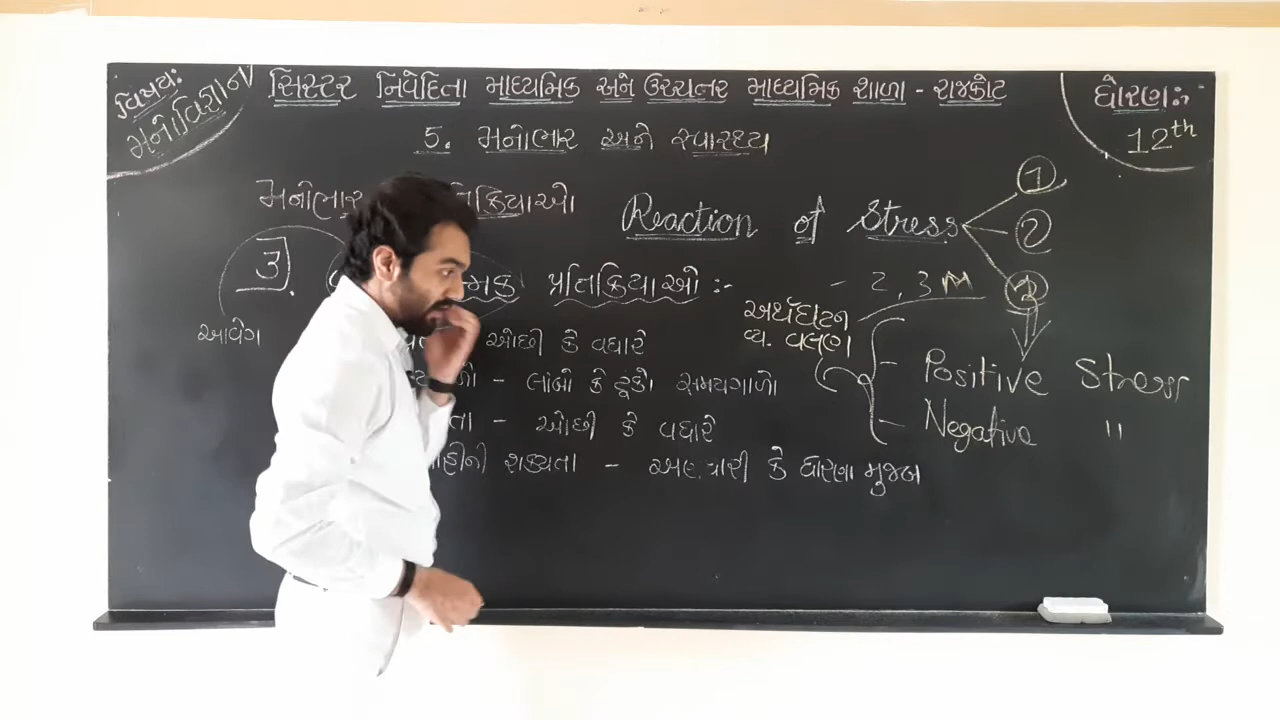 વિષય:
મનોવિજ્ઞાન
સિસ્ટર નિવેદિતા માધ્યમિક અને ઉચ્ચતર માધ્યમિક શાળા - રાજકોટ
ધોરણ:
12th
5. મનોભાર અને સ્વાસ્થ્ય
મનોભાર
ક્રિયાઓ
Reaction of Stress
1
2
3
3.
મક પ્રતિક્રિયાઓ :-
- 2, 3 M
અર્થઘટન
વ્ય. વલણ
આવેગ
ઓછી કે વધારે
- Positive Stress
- લાંબો કે ટૂંકો સમયગાળો
- Negative "
તા - ઓછી કે વધારે
હીની શક્યતા - અણધારી કે ધારણા મુજબ